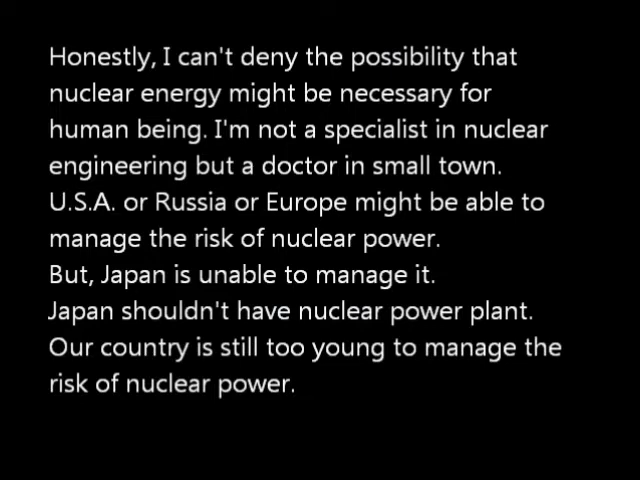 Honestly, I can't deny the possibility that
nuclear energy might be necessary for
human being. I'm not a specialist in nuclear
engineering but a doctor in small town.
U.S.A. or Russia or Europe might be able to
manage the risk of nuclear power.
But, Japan is unable to manage it.
Japan shouldn't have nuclear power plant.
Our country is still too young to manage the
risk of nuclear power.